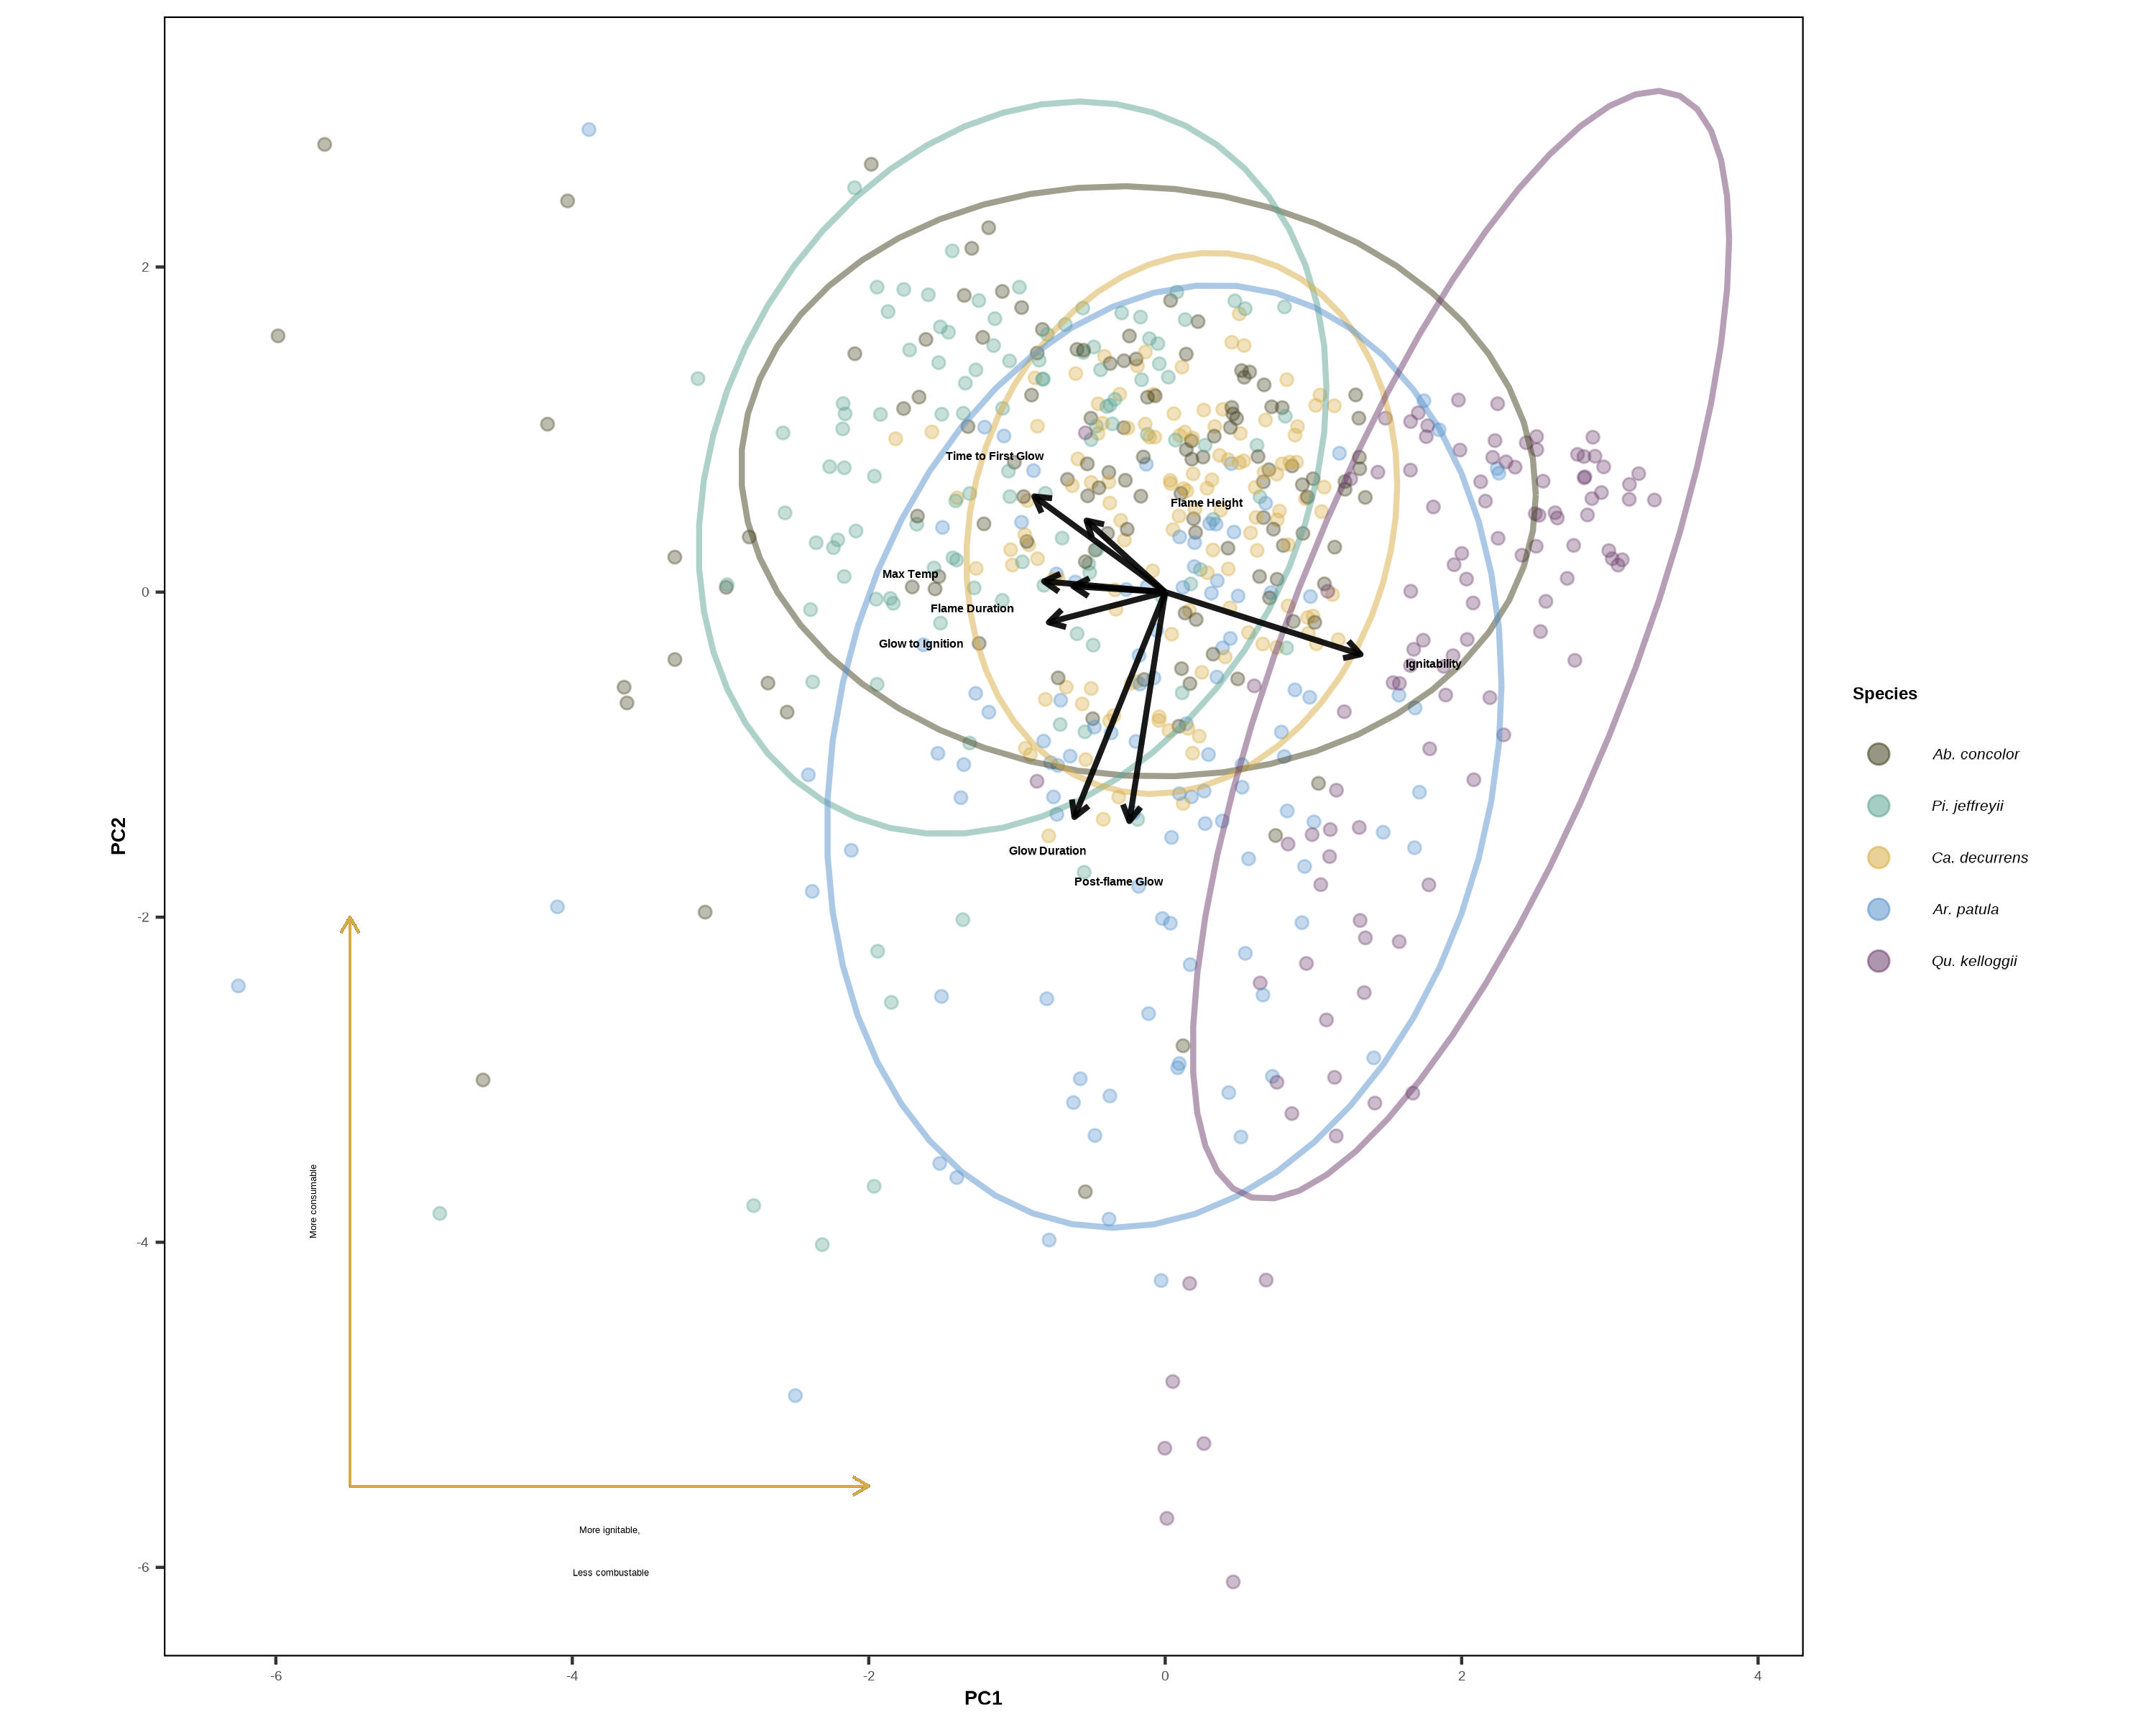 2
0
-2
-4
-6
PC2
-6
-4
-2
0
2
4
PC1
Time to First Glow
Flame Height
Max Temp
Flame Duration
Glow to Ignition
Ignitability
Glow Duration
Post-flame Glow
More consumable
More ignitable,
Less combustable
Species
Ab. concolor
Pi. jeffreyii
Ca. decurrens
Ar. patula
Qu. kelloggii